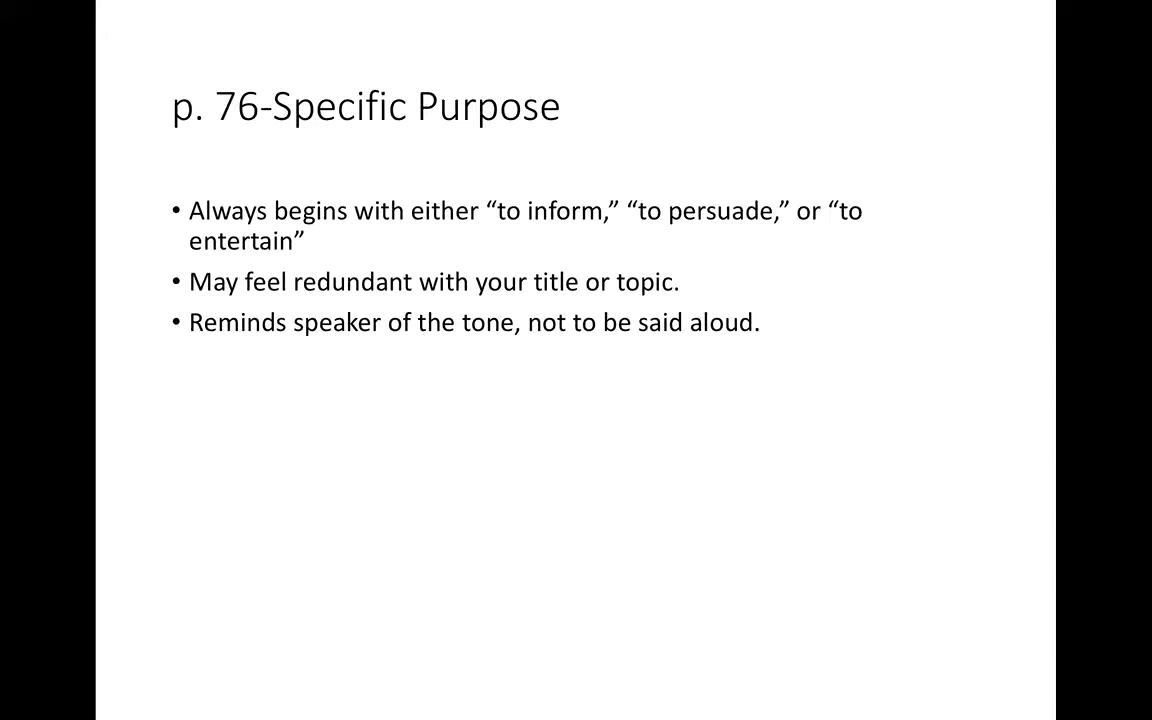 p. 76-Specific Purpose
• Always begins with either “to inform,” “to persuade,” or “to
entertain”
• May feel redundant with your title or topic.
• Reminds speaker of the tone, not to be said aloud.